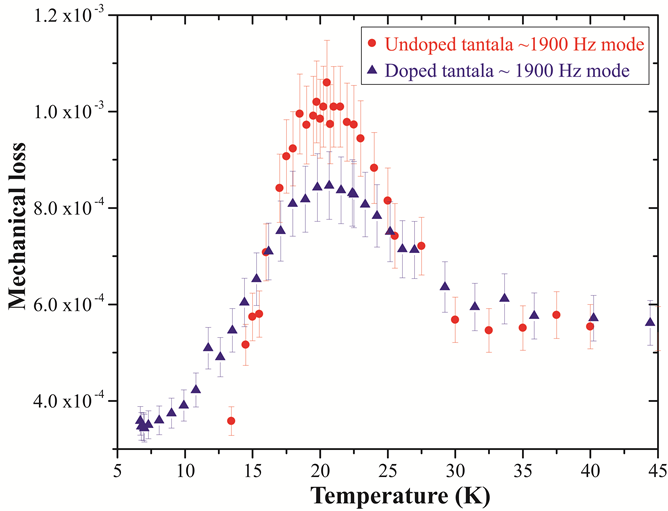 1.2 x10⁻³
1.0 x10⁻³
8.0 x10⁻⁴
6.0 x10⁻⁴
4.0 x10⁻⁴
Mechanical loss
Undoped tantala ~1900 Hz mode
Doped tantala ~ 1900 Hz mode
5 10 15 20 25 30 35 40 45
Temperature (K)